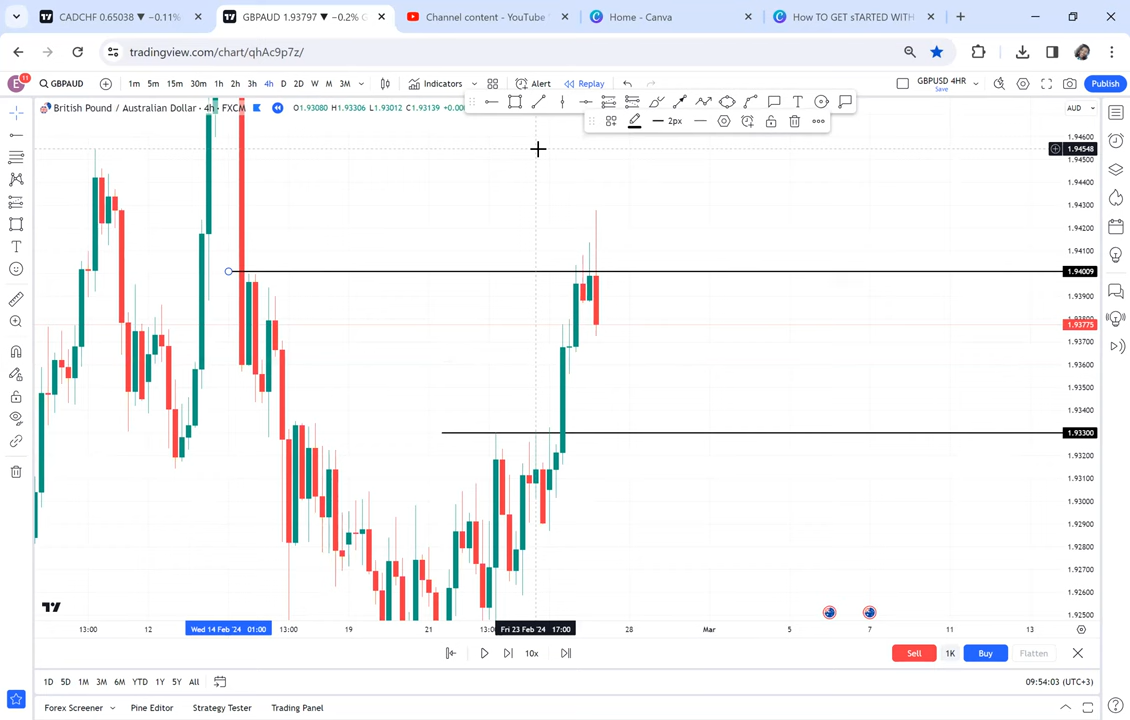 CADCHF 0.65038 ▼ −0.11%
GBPAUD 1.93797 ▼ −0.2% G
Channel content - YouTube
Home - Canva
How TO GET sTARTED WITH
tradingview.com/chart/qhAc9p7z/
E
11
GBPAUD
1m 5m 15m 30m 1h 2h 3h 4h D 2D W M 3M
Indicators
Alert
Replay
GBPUSD 4HR
Save
Publish
British Pound / Australian Dollar · 4h · FXCM
O1.93080 H1.93306 L1.93012 C1.93139 +0.00
AUD
2px
1.94600
1.94548
1.94500
1.94400
1.94300
1.94200
1.94100
1.94009
1.93900
1.93775
1.93700
1.93600
1.93500
1.93400
1.93300
1.93200
1.93100
1.93000
1.92900
1.92800
1.92700
1.92600
1.92500
13:00 12 Wed 14 Feb '24 01:00 13:00 19 21 Fri 23 Feb '24 17:00 28 Mar 5 7 11 13
10x
Sell 1K Buy Flatten
1D 5D 1M 3M 6M YTD 1Y 5Y All
09:54:03 (UTC+3)
Forex Screener Pine Editor Strategy Tester Trading Panel